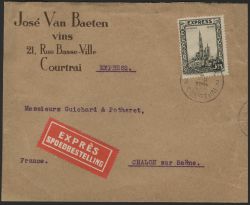 José Van Baeten
vins
21, Rue Basse-Ville
Courtrai
EXPRESS.
EXPRÈS
Messieurs Guichard & Potheret,
EXPRÈS
SPOEDBESTELLING
France.
CHALON sur Saône.